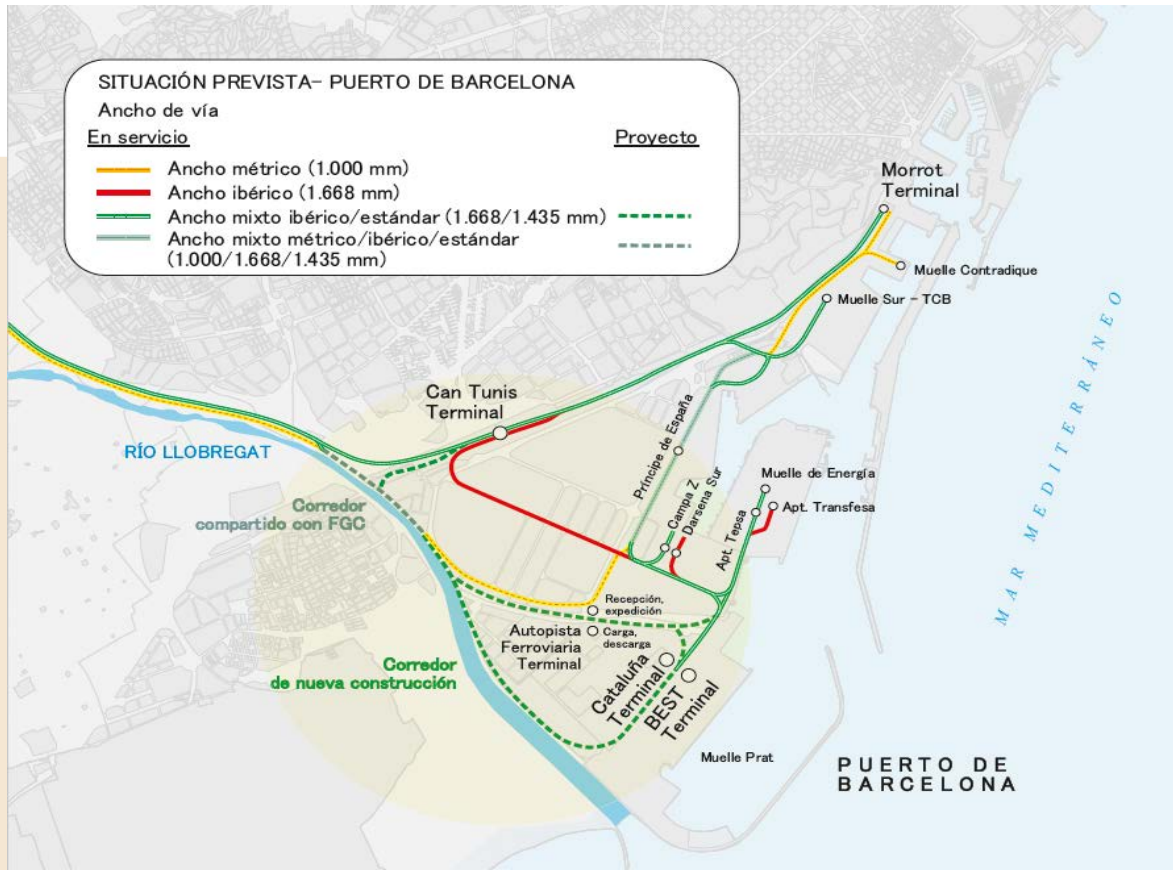 SITUACIÓN PREVISTA– PUERTO DE BARCELONA
Ancho de vía
En servicio
Proyecto
Ancho métrico (1.000 mm)
Ancho ibérico (1.668 mm)
Ancho mixto ibérico/estándar (1.668/1.435 mm)
Ancho mixto métrico/ibérico/estándar
(1.000/1.668/1.435 mm)
Morrot
Terminal
Muelle Contradique
Muelle Sur – TCB
Can Tunis
Terminal
RÍO LLOBREGAT
Príncipe de España
Campa Z
Darsena Sur
Muelle de Energía
Apt. Tepsa
Apt. Transfesa
MAR MEDITERRÁNEO
Corredor
compartido con FGC
Recepción,
expedición
Autopista
Ferroviaria
Terminal
Carga,
descarga
Corredor
de nueva construcción
Cataluña
Terminal
BEST
Terminal
Muelle Prat
PUERTO DE
BARCELONA